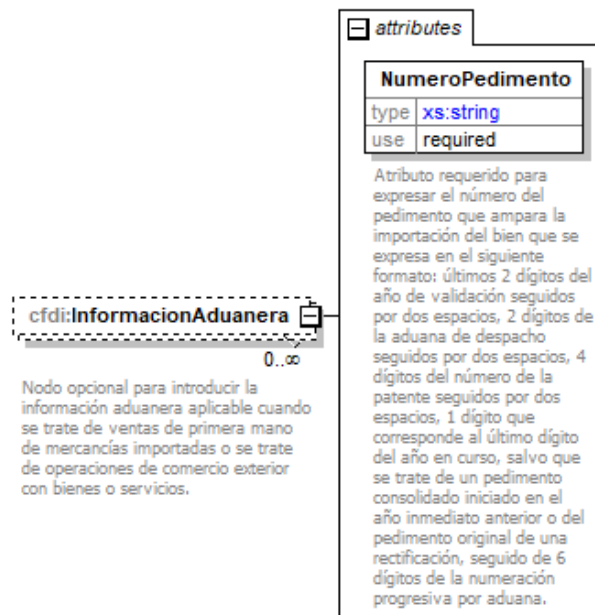 attributes
NumeroPedimento
type xs:string
use required
Atributo requerido para
expresar el número del
pedimento que ampara la
importación del bien que se
expresa en el siguiente
formato: últimos 2 dígitos del
año de validación seguidos
por dos espacios, 2 dígitos de
la aduana de despacho
seguidos por dos espacios, 4
dígitos del número de la
patente seguidos por dos
espacios, 1 dígito que
corresponde al último dígito
del año en curso, salvo que
se trate de un pedimento
consolidado iniciado en el
año inmediato anterior o del
pedimento original de una
rectificación, seguido de 6
dígitos de la numeración
progresiva por aduana.
cfdi:InformacionAduanera
0..∞
Nodo opcional para introducir la
información aduanera aplicable cuando
se trate de ventas de primera mano
de mercancías importadas o se trate
de operaciones de comercio exterior
con bienes o servicios.